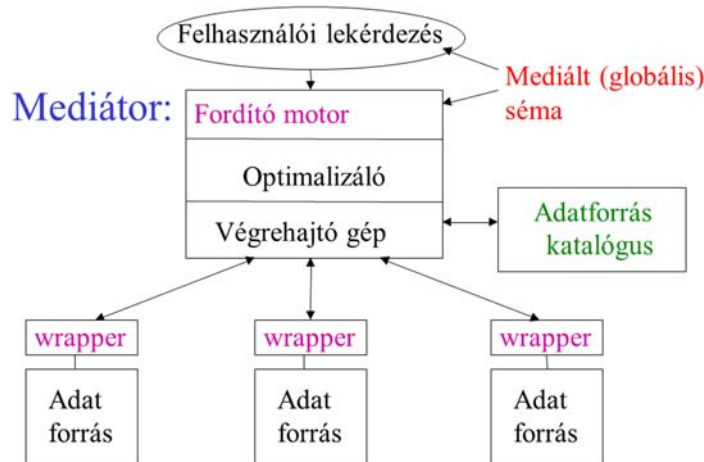 Felhasználói lekérdezés
Mediált (globális)
séma
Mediátor:
Fordító motor
Optimalizáló
Végrehajtó gép
Adatforrás
katalógus
wrapper
wrapper
wrapper
Adat
forrás
Adat
forrás
Adat
forrás